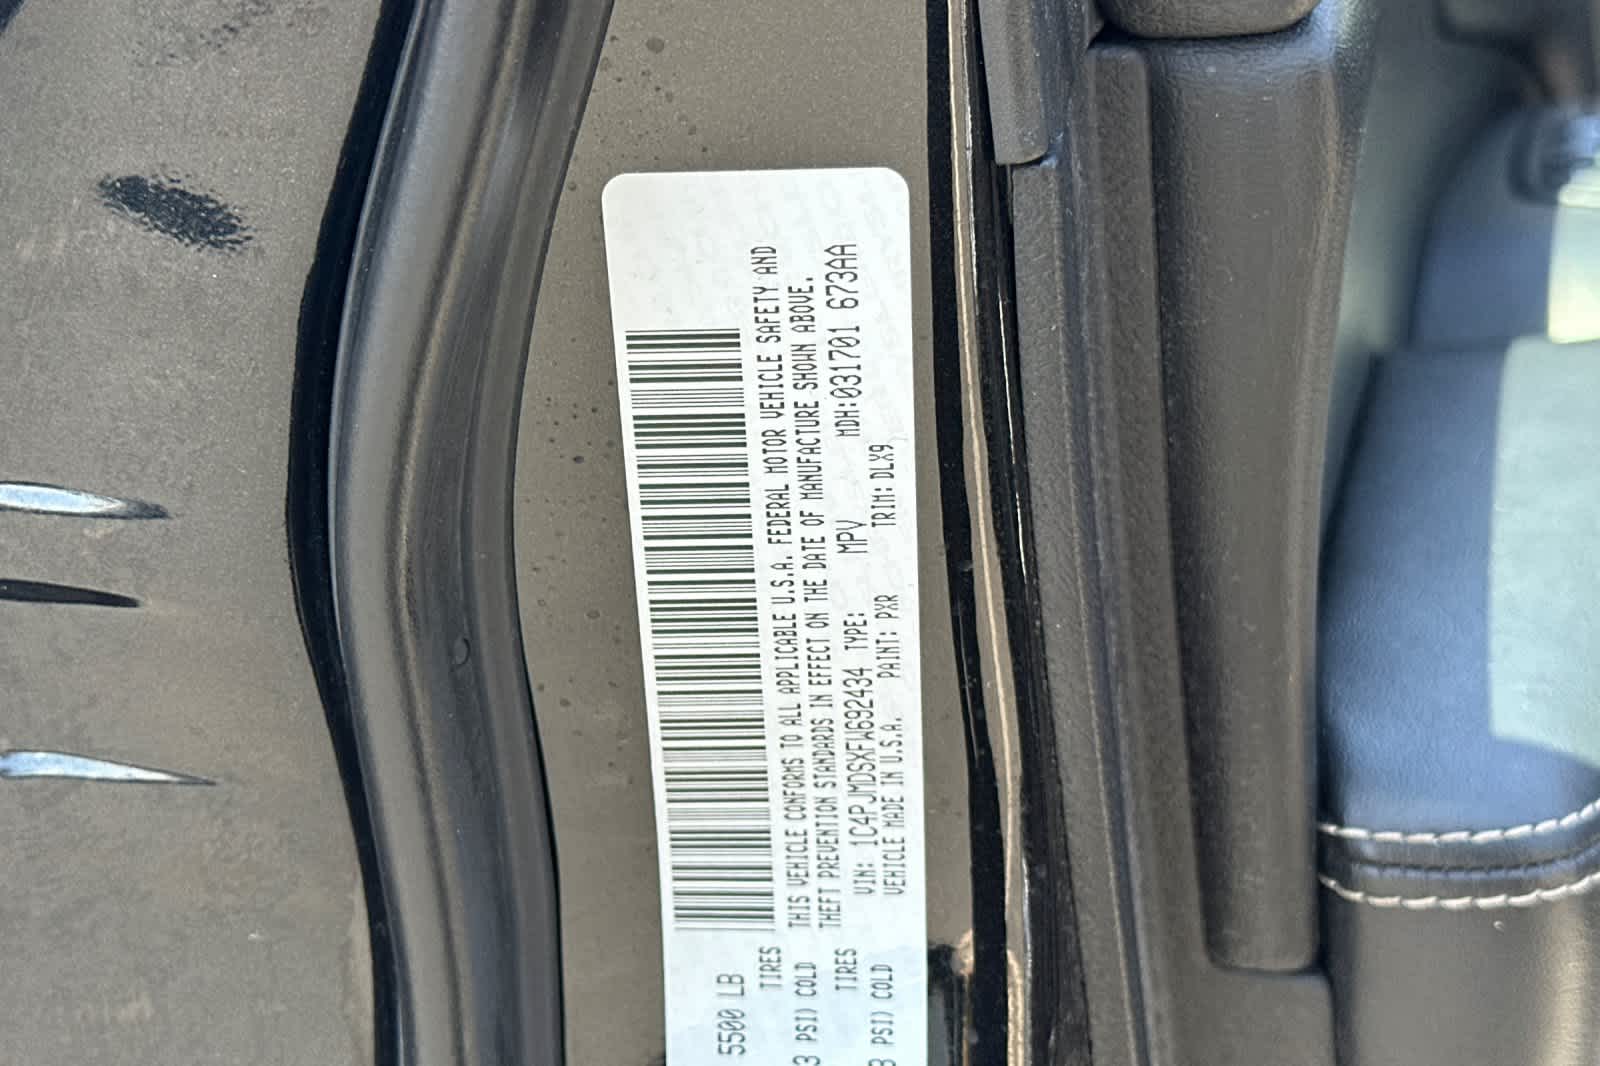 5500 LB
TIRES
3 PSI) COLD
TIRES
3 PSI) COLD
THIS VEHICLE CONFORMS TO ALL APPLICABLE U.S.A. FEDERAL MOTOR VEHICLE SAFETY AND
THEFT PREVENTION STANDARDS IN EFFECT ON THE DATE OF MANUFACTURE SHOWN ABOVE.
VIN: 1C4PJMDSXFW692434 TYPE: MPV MDH:031701 673AA
VEHICLE MADE IN U.S.A. PAINT: PXR TRIM:DLX9